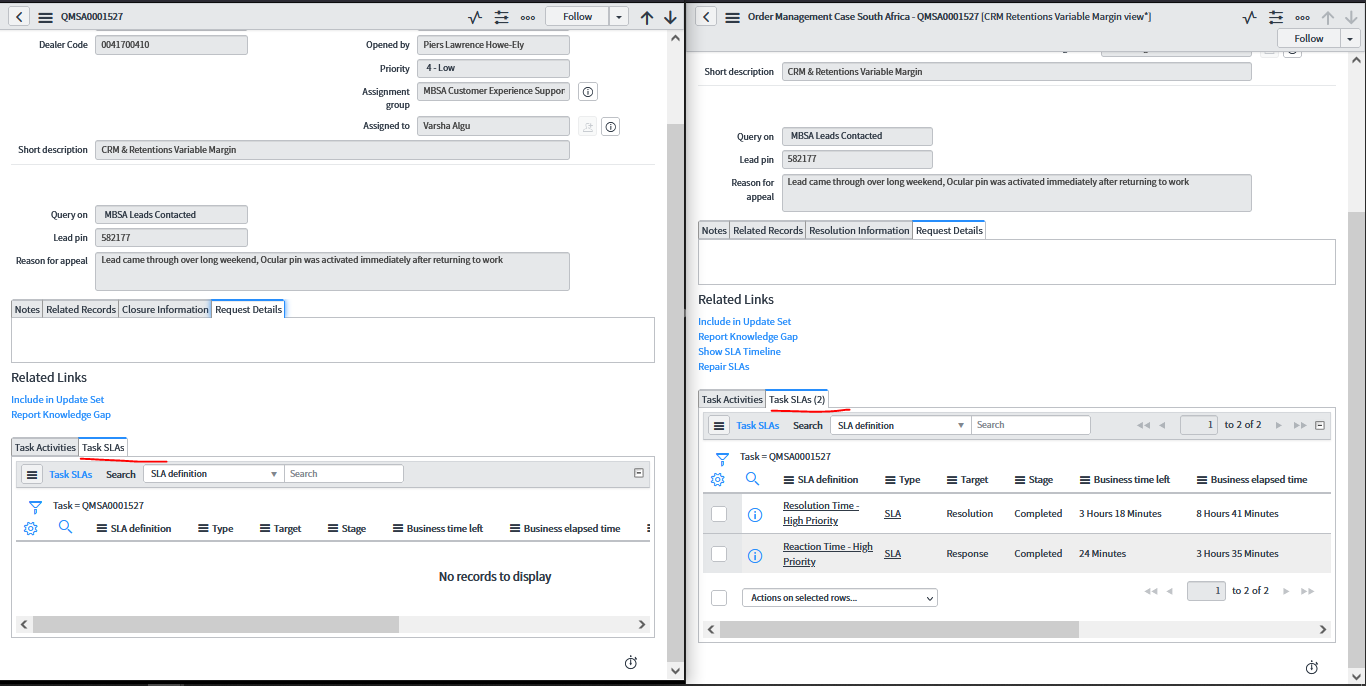 QMSA0001527
Follow
Dealer Code
0041700410
Opened by
Piers Lawrence Howe-Ely
Priority
4 - Low
Assignment group
MBSA Customer Experience Suppor
Assigned to
Varsha Algu
Short description
CRM & Retentions Variable Margin
Query on
MBSA Leads Contacted
Lead pin
582177
Reason for appeal
Lead came through over long weekend, Ocular pin was activated immediately after returning to work
Notes
Related Records
Closure Information
Request Details
Related Links
Include in Update Set
Report Knowledge Gap
Task Activities
Task SLAs
Task SLAs
Search
SLA definition
Search
Task = QMSA0001527
SLA definition
Type
Target
Stage
Business time left
Business elapsed time
No records to display
Order Management Case South Africa - QMSA0001527 [CRM Retentions Variable Margin view*]
Follow
Short description
CRM & Retentions Variable Margin
Query on
MBSA Leads Contacted
Lead pin
582177
Reason for
appeal
Lead came through over long weekend, Ocular pin was activated immediately after returning to work
Notes
Related Records
Resolution Information
Request Details
Related Links
Include in Update Set
Report Knowledge Gap
Show SLA Timeline
Repair SLAs
Task Activities
Task SLAs (2)
Task SLAs
Search
SLA definition
Search
1
to 2 of 2
Task = QMSA0001527
SLA definition
Type
Target
Stage
Business time left
Business elapsed time
Resolution Time -
High Priority
SLA
Resolution
Completed
3 Hours 18 Minutes
8 Hours 41 Minutes
Reaction Time - High
Priority
SLA
Response
Completed
24 Minutes
3 Hours 35 Minutes
Actions on selected rows...
1
to 2 of 2